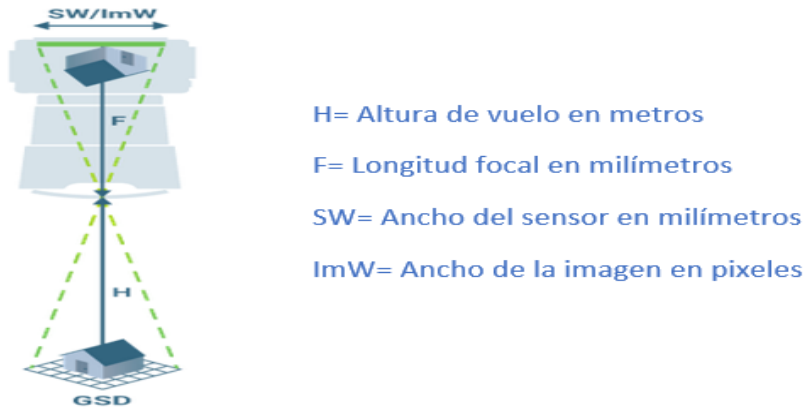 SW/ImW
F
H
GSD
H= Altura de vuelo en metros
F= Longitud focal en milímetros
SW= Ancho del sensor en milímetros
ImW= Ancho de la imagen en pixeles